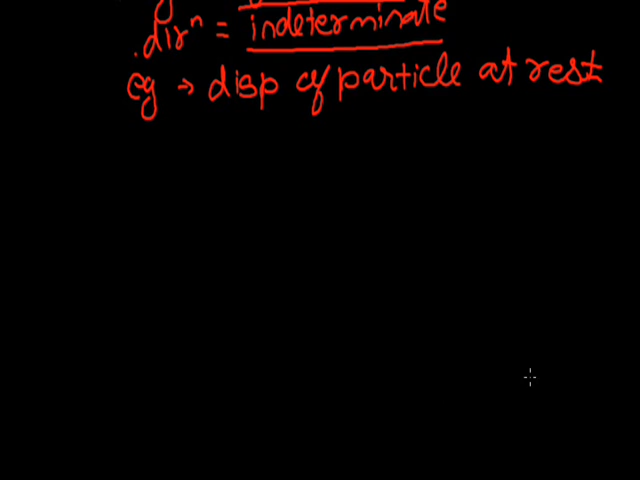 . dirⁿ = indeterminate
eg → disp of particle at rest